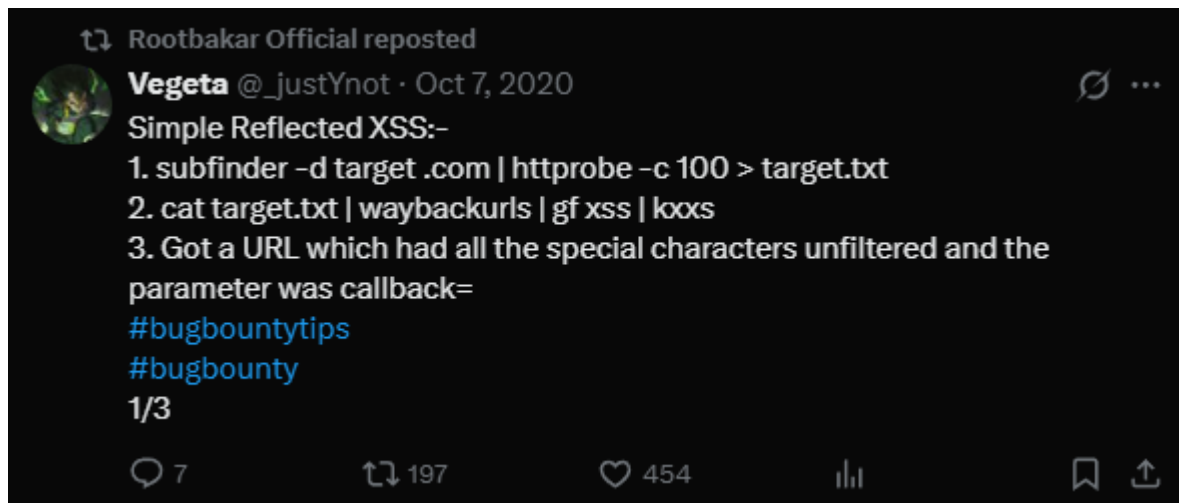 Rootbakar Official reposted
Vegeta @_justYnot · Oct 7, 2020
Simple Reflected XSS:-
1. subfinder -d target .com | httprobe -c 100 > target.txt
2. cat target.txt | waybackurls | gf xss | kxxs
3. Got a URL which had all the special characters unfiltered and the
parameter was callback=
#bugbountytips
#bugbounty
1/3
7 197 454